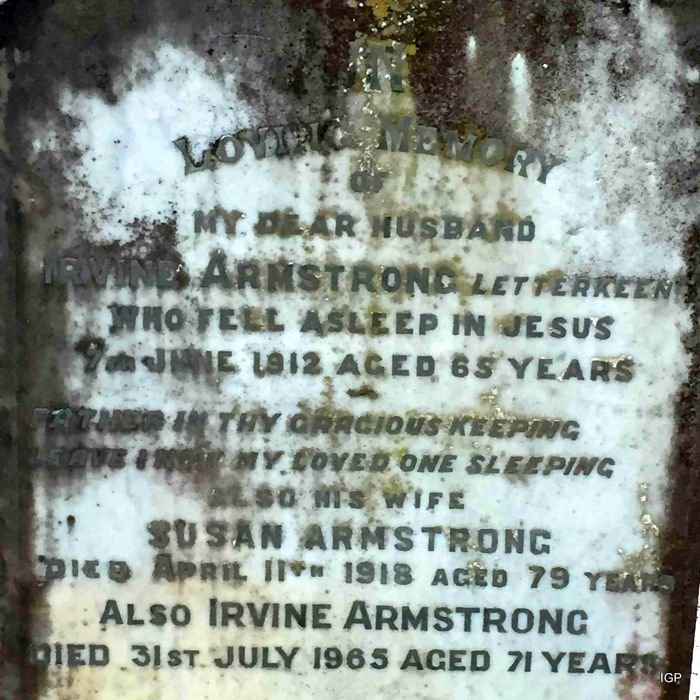 IN
LOVING MEMORY
OF
MY DEAR HUSBAND
IRVINE ARMSTRONG LETTERKEEN
WHO FELL ASLEEP IN JESUS
9TH JUNE 1912 AGED 65 YEARS
FATHER IN THY GRACIOUS KEEPING
LEAVE I NOW MY LOVED ONE SLEEPING
ALSO HIS WIFE
SUSAN ARMSTRONG
DIED APRIL 11TH 1918 AGED 79 YEARS
ALSO IRVINE ARMSTRONG
DIED 31ST JULY 1965 AGED 71 YEARS
IGP